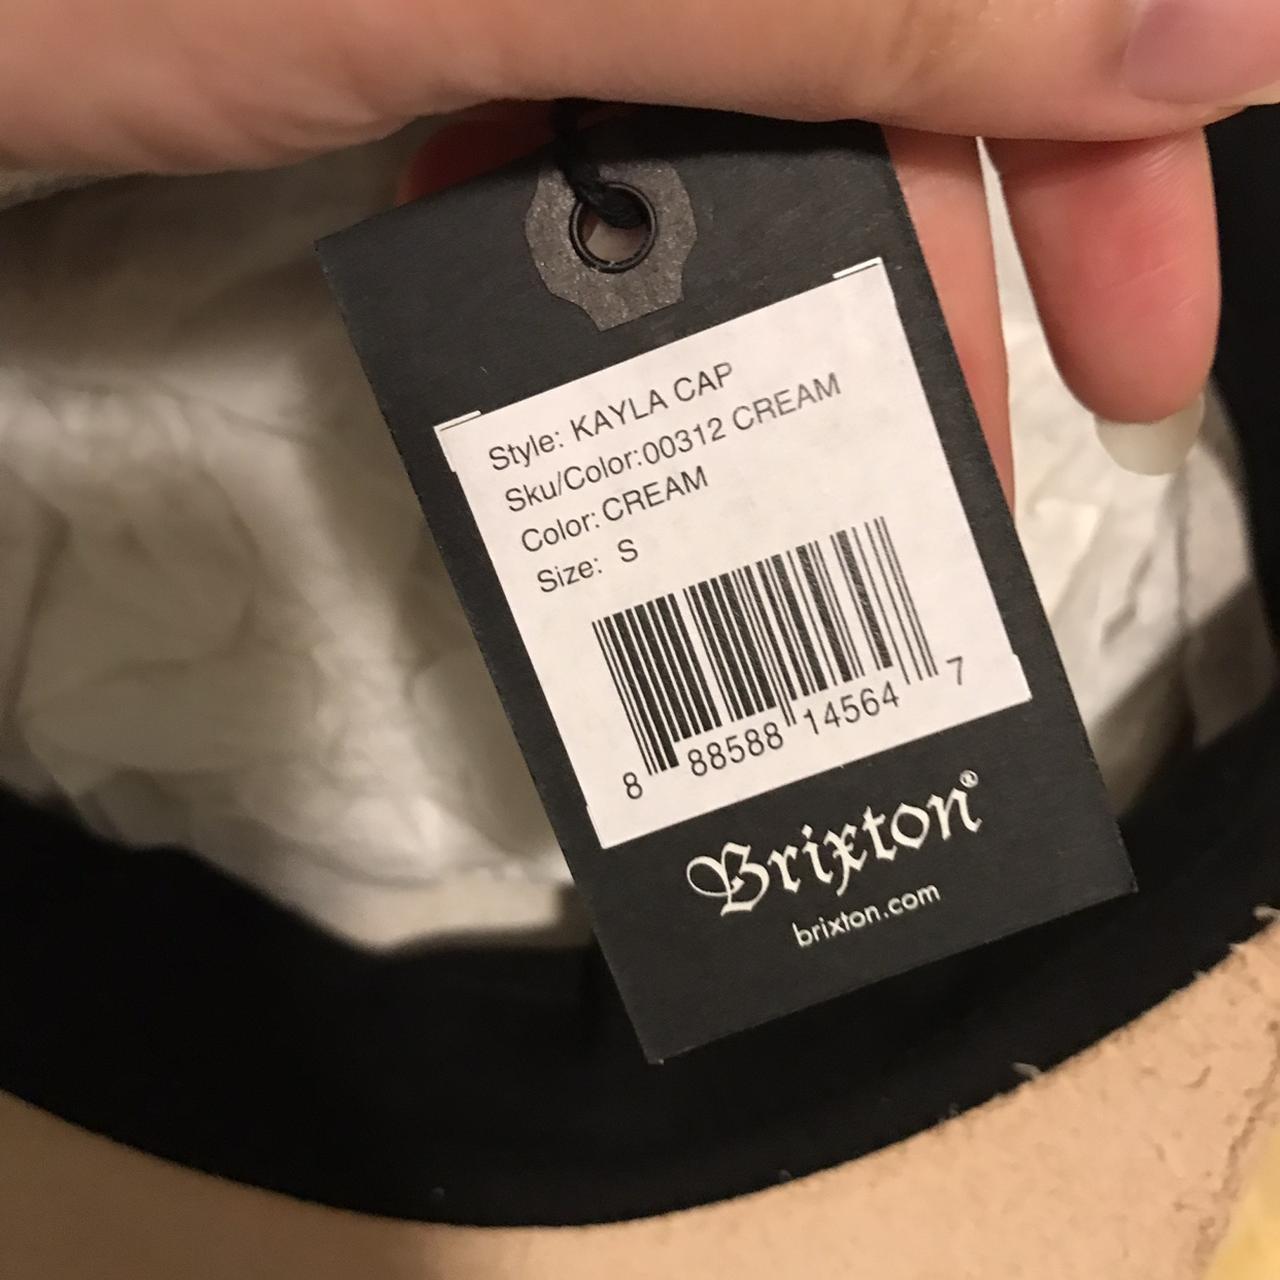 Style: KAYLA CAP
Sku/Color:00312 CREAM
Color: CREAM
Size: S
8 88588 14564 7
Brixton®
brixton.com